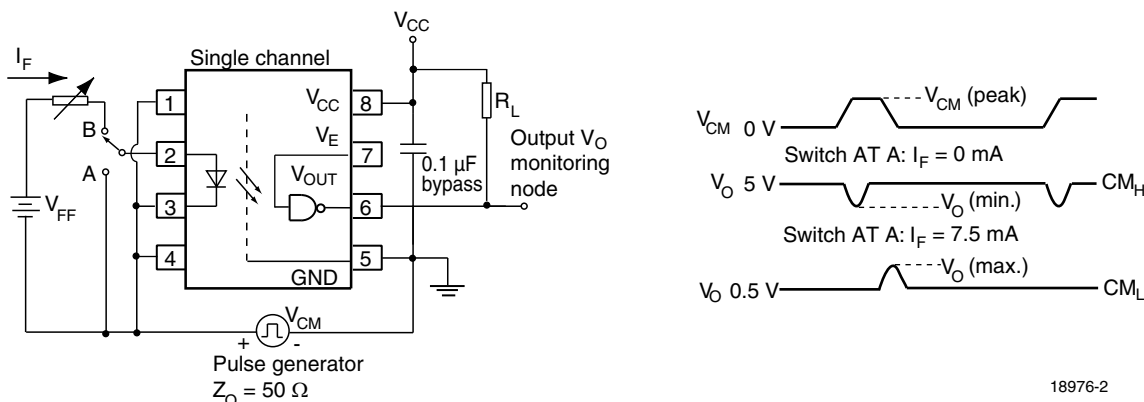 V_CC
I_F
Single channel
1
V_CC
8
R_L
B
V_E
2
7
Output V_O
monitoring
node
A
0.1 µF
bypass
V_OUT
V_FF
3
6
4
GND
5
V_CM
+
-
Pulse generator
Z_O = 50 Ω
V_CM 0 V
V_CM (peak)
Switch AT A: I_F = 0 mA
V_O 5 V
CM_H
V_O (min.)
Switch AT A: I_F = 7.5 mA
V_O (max.)
V_O 0.5 V
CM_L
18976-2